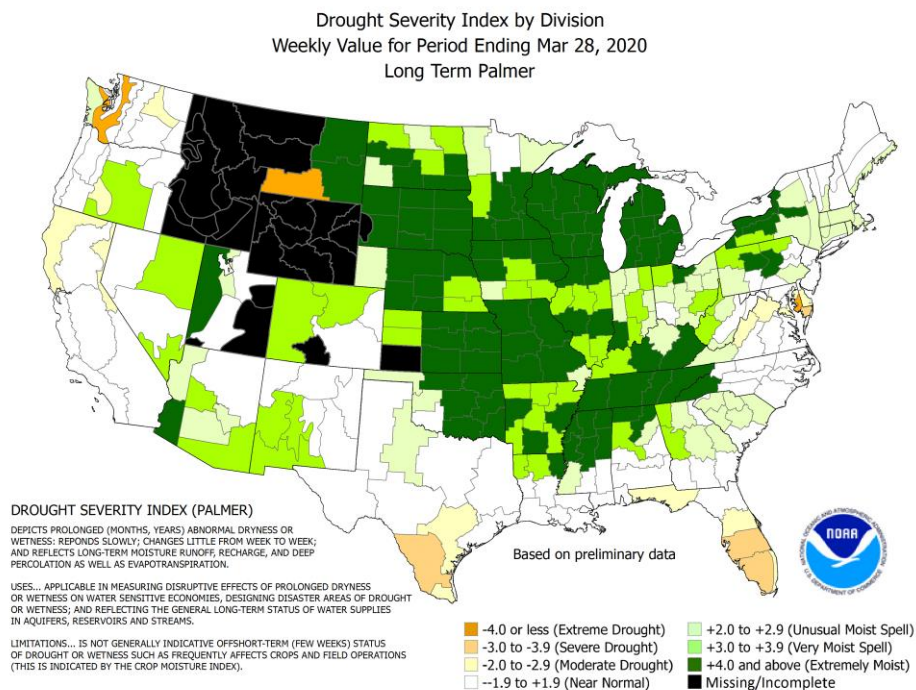 Drought Severity Index by Division
Weekly Value for Period Ending Mar 28, 2020
Long Term Palmer
DROUGHT SEVERITY INDEX (PALMER)
DEPICTS PROLONGED (MONTHS, YEARS) ABNORMAL DRYNESS OR
WETNESS: REPONDS SLOWLY; CHANGES LITTLE FROM WEEK TO WEEK;
AND REFLECTS LONG-TERM MOISTURE RUNOFF, RECHARGE, AND DEEP
PERCOLATION AS WELL AS EVAPOTRANSPIRATION.
USES... APPLICABLE IN MEASURING DISRUPTIVE EFFECTS OF PROLONGED DRYNESS
OR WETNESS ON WATER SENSITIVE ECONOMIES, DESIGNING DISASTER AREAS OF DROUGHT
OR WETNESS; AND REFLECTING THE GENERAL LONG-TERM STATUS OF WATER SUPPLIES
IN AQUIFERS, RESERVOIRS AND STREAMS.
LIMITATIONS... IS NOT GENERALLY INDICATIVE OFFSHORT-TERM (FEW WEEKS) STATUS
OF DROUGHT OR WETNESS SUCH AS FREQUENTLY AFFECTS CROPS AND FIELD OPERATIONS
(THIS IS INDICATED BY THE CROP MOISTURE INDEX).
Based on preliminary data
NATIONAL OCEANIC AND ATMOSPHERIC ADMINISTRATION
NOAA
U.S. DEPARTMENT OF COMMERCE
-4.0 or less (Extreme Drought)
-3.0 to -3.9 (Severe Drought)
-2.0 to -2.9 (Moderate Drought)
--1.9 to +1.9 (Near Normal)
+2.0 to +2.9 (Unusual Moist Spell)
+3.0 to +3.9 (Very Moist Spell)
+4.0 and above (Extremely Moist)
Missing/Incomplete